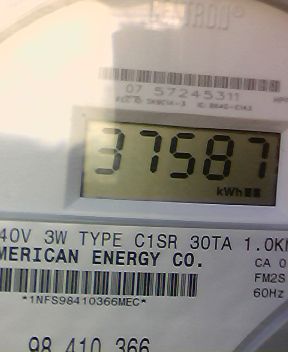 07 57245311
37587
kWh
40V 3W TYPE C1SR 30TA 1.0K
MERICAN ENERGY CO.
CA 0
FM2S
60Hz
*1NFS98410366MEC*
98 410 366